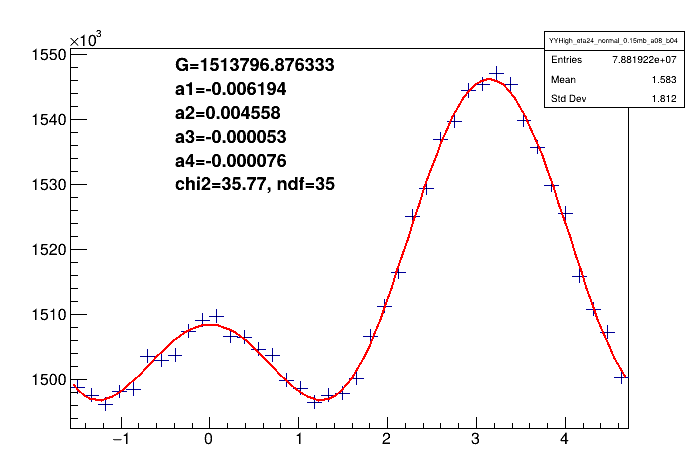 ×10³
YYHigh_eta24_normal_0.15mb_a08_b04
Entries 7.881922e+07
Mean 1.583
Std Dev 1.812
G=1513796.876333
a1=-0.006194
a2=0.004558
a3=-0.000053
a4=-0.000076
chi2=35.77, ndf=35
1550
1540
1530
1520
1510
1500
−1 0 1 2 3 4